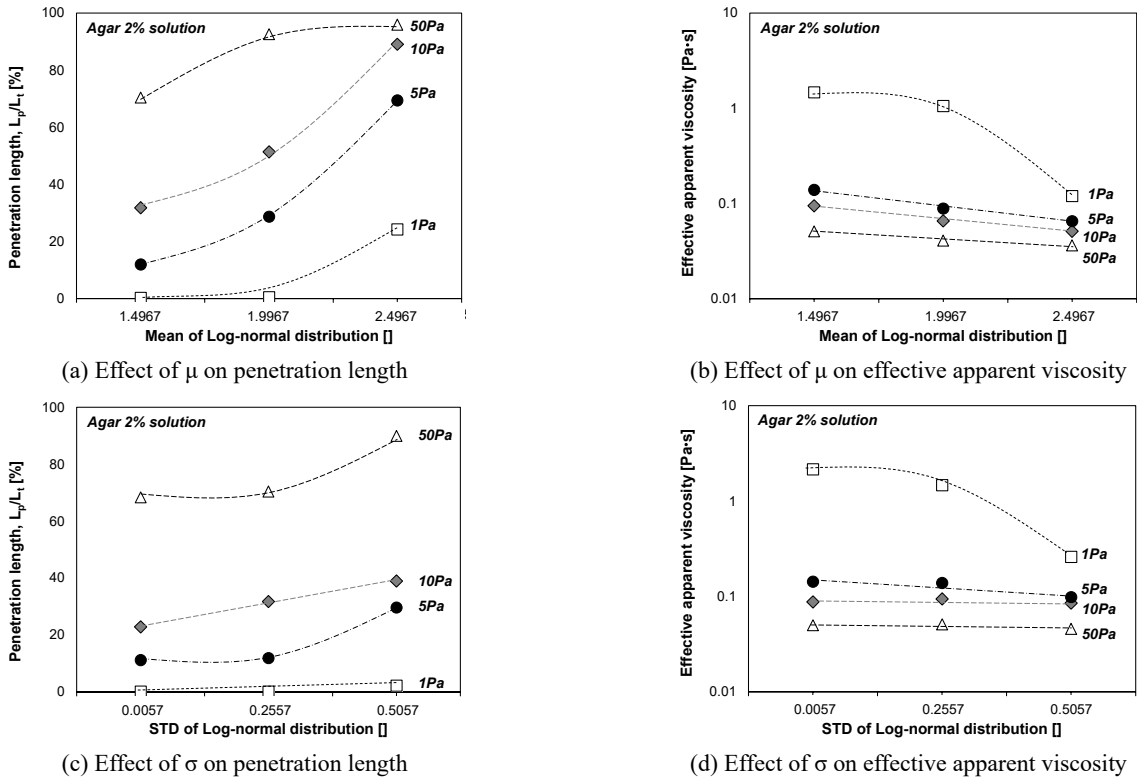 Agar 2% solution
Penetration length, Lp/Lt [%]
100
80
60
40
20
0
50Pa
10Pa
5Pa
1Pa
1.4967
1.9967
2.4967
Mean of Log-normal distribution []
(a) Effect of μ on penetration length
Agar 2% solution
Effective apparent viscosity [Pa•s]
10
1
0.1
0.01
1Pa
5Pa
10Pa
50Pa
1.4967
1.9967
2.4967
Mean of Log-normal distribution []
(b) Effect of μ on effective apparent viscosity
Agar 2% solution
Penetration length, Lp/Lt [%]
100
80
60
40
20
0
50Pa
10Pa
5Pa
1Pa
0.0057
0.2557
0.5057
STD of Log-normal distribution []
(c) Effect of σ on penetration length
Agar 2% solution
Effective apparent viscosity [Pa•s]
10
1
0.1
0.01
1Pa
5Pa
10Pa
50Pa
0.0057
0.2557
0.5057
STD of Log-normal distribution []
(d) Effect of σ on effective apparent viscosity